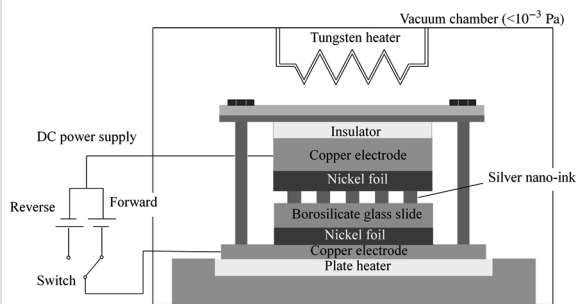 Vacuum chamber (<10⁻³ Pa)
Tungsten heater
DC power supply
Insulator
Copper electrode
Nickel foil
Silver nano-ink
Reverse
Forward
Borosilicate glass slide
Nickel foil
Copper electrode
Plate heater
Switch